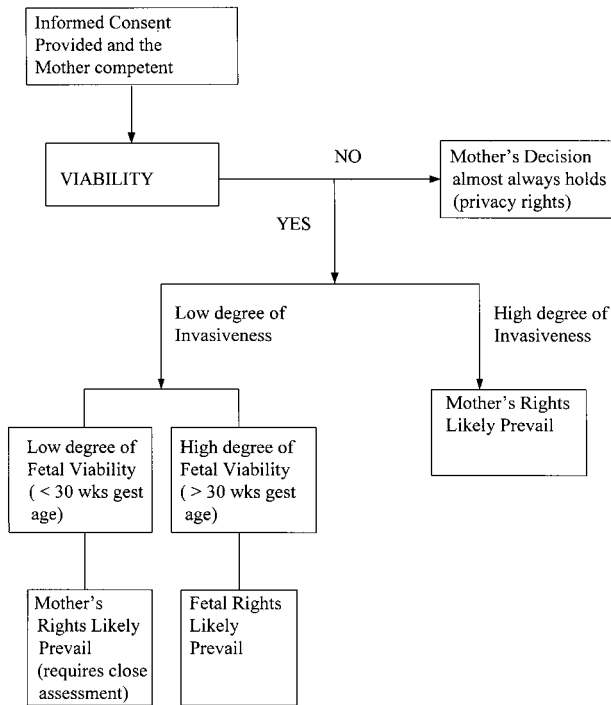 Informed Consent
Provided and the
Mother competent
VIABILITY
NO
Mother's Decision
almost always holds
(privacy rights)
YES
Low degree of
Invasiveness
High degree of
Invasiveness
Mother's Rights
Likely Prevail
Low degree of
Fetal Viability
( < 30 wks gest
age)
High degree of
Fetal Viability
( > 30 wks gest
age)
Mother's
Rights Likely
Prevail
(requires close
assessment)
Fetal Rights
Likely
Prevail